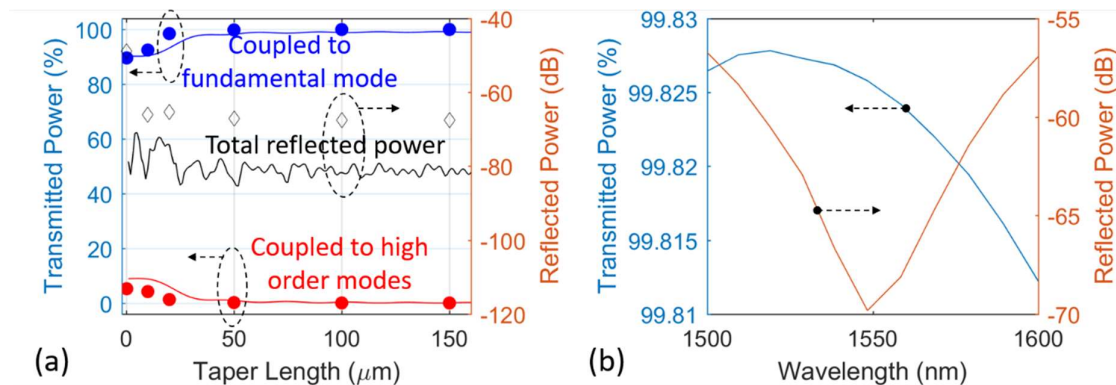 100
80
60
40
20
0
Transmitted Power (%)
-40
-60
-80
-100
-120
Reflected Power (dB)
Coupled to
fundamental mode
Total reflected power
Coupled to high
order modes
0
50
100
150
Taper Length (μm)
(a)
99.83
99.825
99.82
99.815
99.81
Transmitted Power (%)
-55
-60
-65
-70
Reflected Power (dB)
1500
1550
1600
Wavelength (nm)
(b)